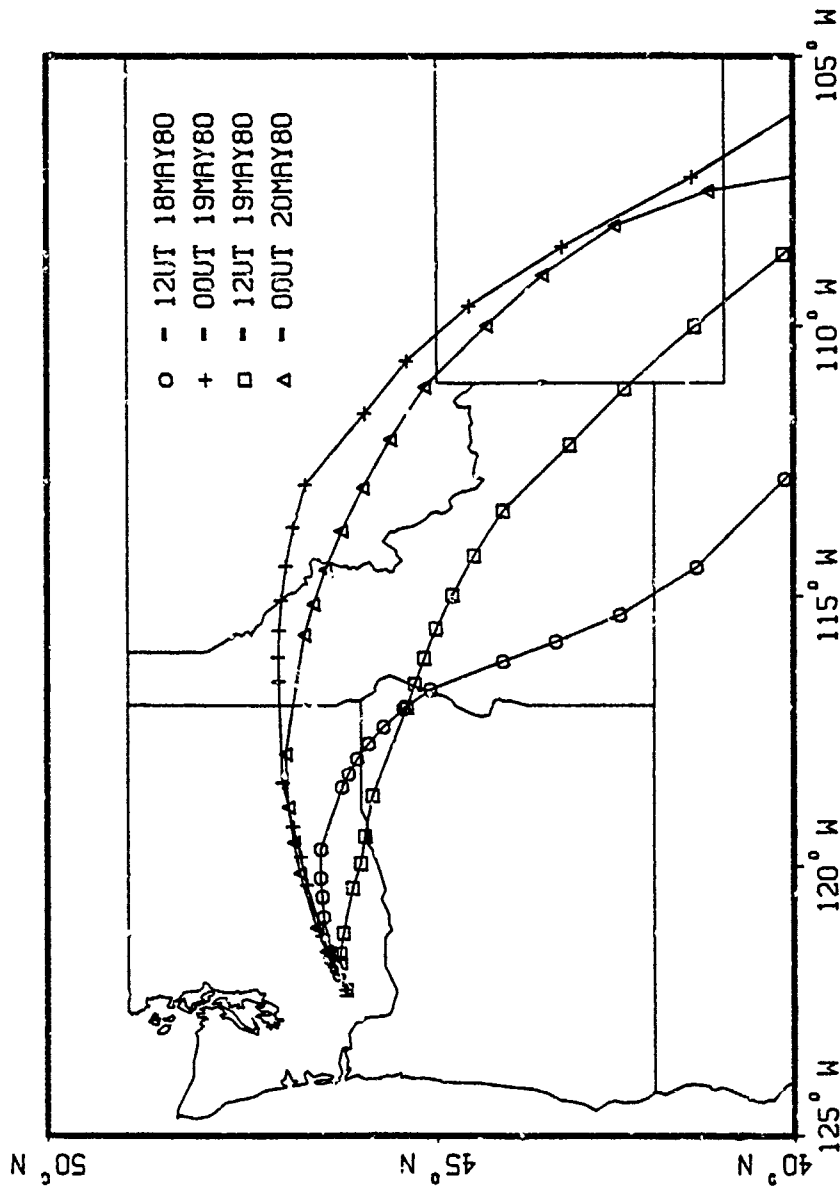 O - 12UT 18MAY80
+ - 00UT 19MAY80
□ - 12UT 19MAY80
△ - 00UT 20MAY80
50° N
45° N
40° N
125° W
120° W
115° W
110° W
105° W